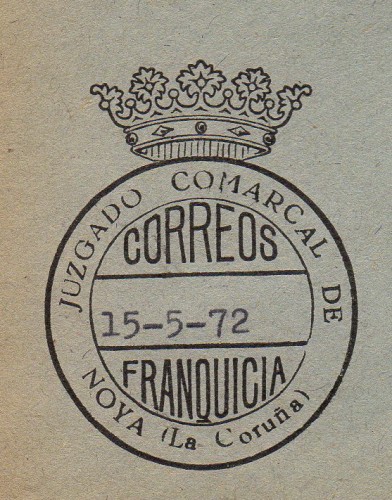 JUZGADO COMARCAL DE
CORREOS
15-5-72
FRANQUICIA
NOYA (La Coruña)